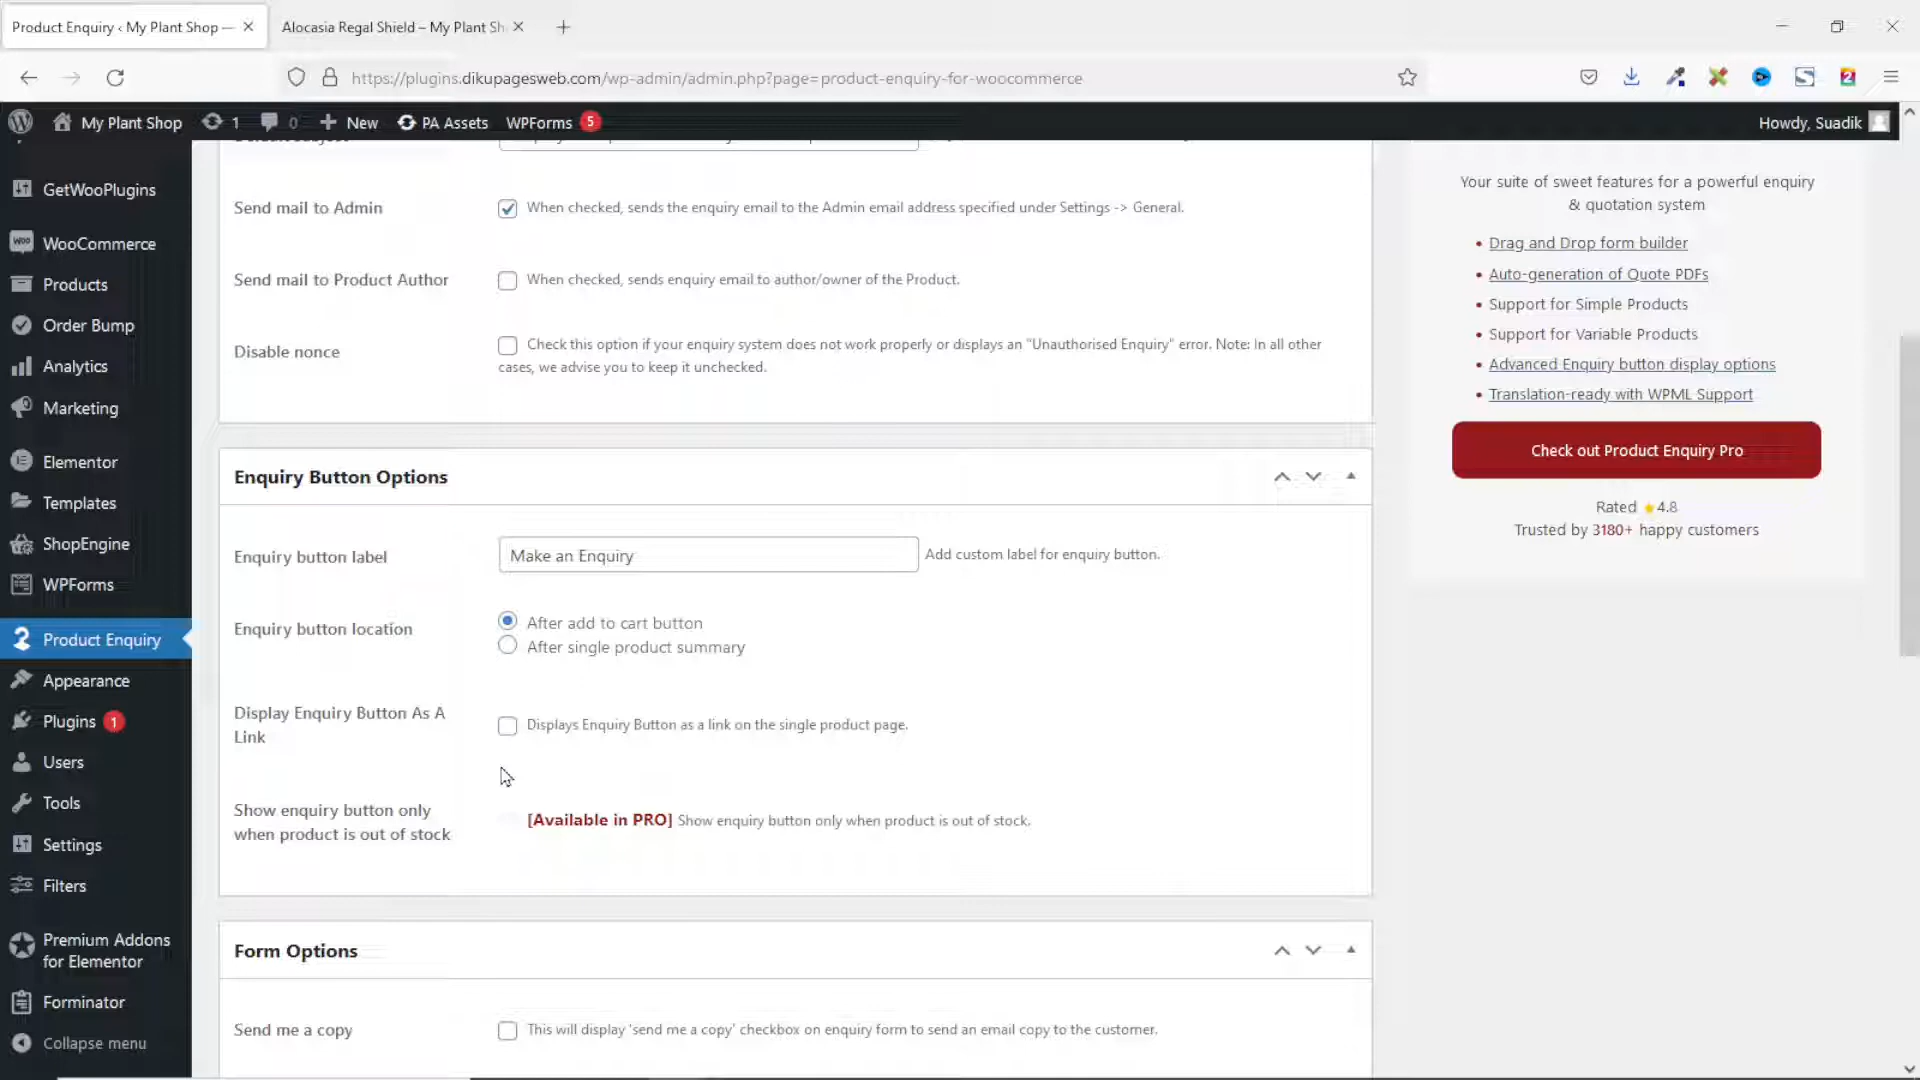 Product Enquiry ‹ My Plant Shop —
Alocasia Regal Shield – My Plant Sh
https://plugins.dikupagesweb.com/wp-admin/admin.php?page=product-enquiry-for-woocommerce
My Plant Shop
1
0
New
PA Assets
WPForms 5
Howdy, Suadik
GetWooPlugins
WooCommerce
Products
Order Bump
Analytics
Marketing
Elementor
Templates
ShopEngine
WPForms
Product Enquiry
Appearance
Plugins 1
Users
Tools
Settings
Filters
Premium Addons
for Elementor
Forminator
Collapse menu
Send mail to Admin
When checked, sends the enquiry email to the Admin email address specified under Settings -> General.
Send mail to Product Author
When checked, sends enquiry email to author/owner of the Product.
Disable nonce
Check this option if your enquiry system does not work properly or displays an "Unauthorised Enquiry" error. Note: In all other
cases, we advise you to keep it unchecked.
Enquiry Button Options
Enquiry button label
Make an Enquiry
Add custom label for enquiry button.
Enquiry button location
After add to cart button
After single product summary
Display Enquiry Button As A
Link
Displays Enquiry Button as a link on the single product page.
Show enquiry button only
when product is out of stock
[Available in PRO] Show enquiry button only when product is out of stock.
Form Options
Send me a copy
This will display 'send me a copy' checkbox on enquiry form to send an email copy to the customer.
Your suite of sweet features for a powerful enquiry
& quotation system
• Drag and Drop form builder
• Auto-generation of Quote PDFs
• Support for Simple Products
• Support for Variable Products
• Advanced Enquiry button display options
• Translation-ready with WPML Support
Check out Product Enquiry Pro
Rated ★ 4.8
Trusted by 3180+ happy customers